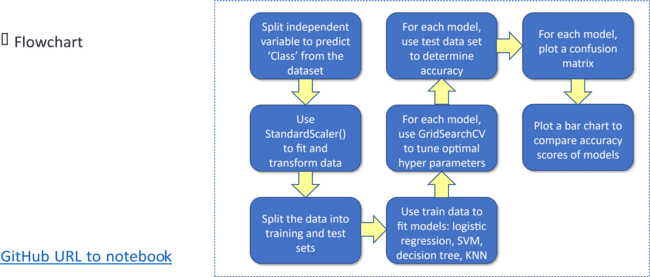 ▯ Flowchart
Split independent
variable to predict
‘Class’ from the
dataset
Use
StandardScaler()
to fit and
transform data
Split the data into
training and test
sets
Use train data to
fit models: logistic
regression, SVM,
decision tree, KNN
For each model,
use GridSearchCV
to tune optimal
hyper parameters
For each model,
use test data set
to determine
accuracy
For each model,
plot a confusion
matrix
Plot a bar chart to
compare accuracy
scores of models
GitHub URL to notebook